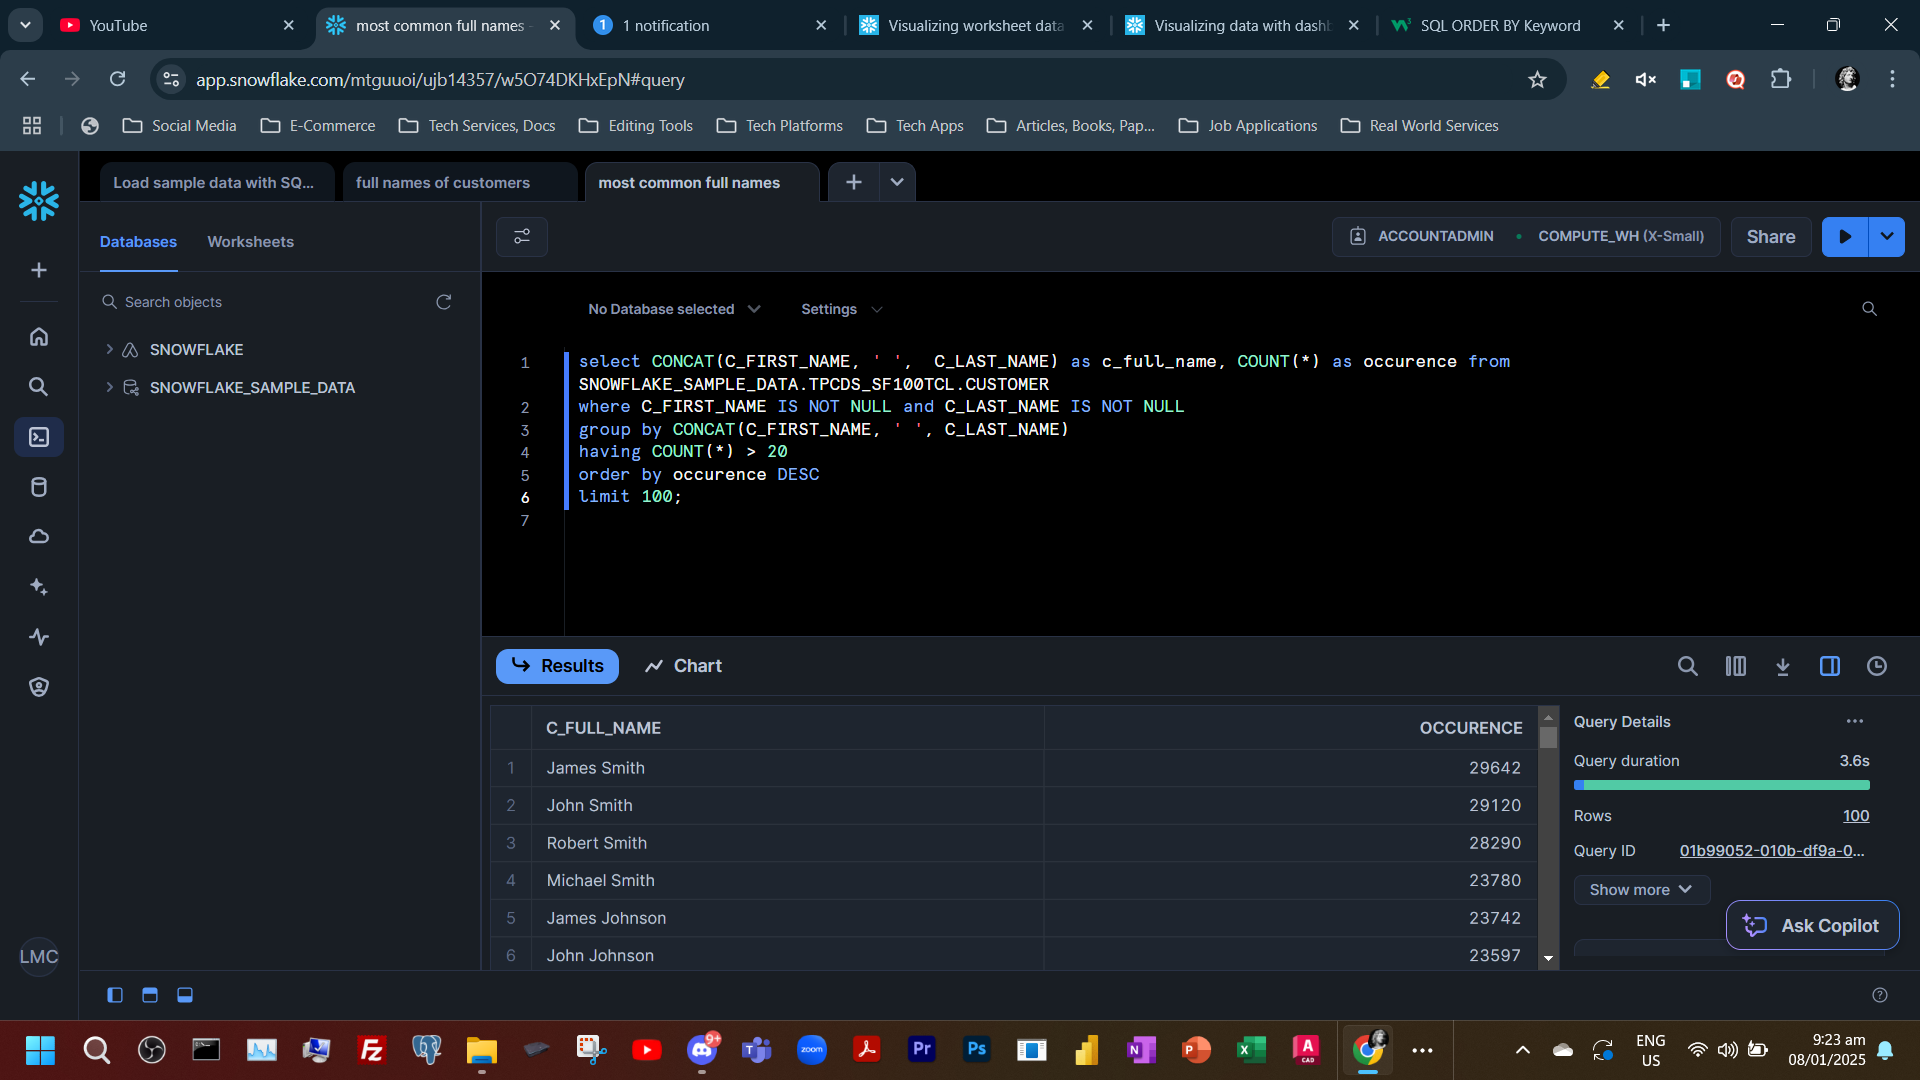 YouTube
most common full names -
1 notification
Visualizing worksheet data
Visualizing data with dashb
SQL ORDER BY Keyword
app.snowflake.com/mtguuoi/ujb14357/w5O74DKHxEpN#query
Social Media
E-Commerce
Tech Services, Docs
Editing Tools
Tech Platforms
Tech Apps
Articles, Books, Pap...
Job Applications
Real World Services
Load sample data with SQ...
full names of customers
most common full names
Databases
Worksheets
ACCOUNTADMIN
COMPUTE_WH (X-Small)
Share
Search objects
No Database selected
Settings
SNOWFLAKE
SNOWFLAKE_SAMPLE_DATA
1 select CONCAT(C_FIRST_NAME, ' ',  C_LAST_NAME) as c_full_name, COUNT(*) as occurence from
SNOWFLAKE_SAMPLE_DATA.TPCDS_SF100TCL.CUSTOMER
2 where C_FIRST_NAME IS NOT NULL and C_LAST_NAME IS NOT NULL
3 group by CONCAT(C_FIRST_NAME, ' ', C_LAST_NAME)
4 having COUNT(*) > 20
5 order by occurence DESC
6 limit 100;
7
Results
Chart
C_FULL_NAME OCCURENCE
1 James Smith 29642
2 John Smith 29120
3 Robert Smith 28290
4 Michael Smith 23780
5 James Johnson 23742
6 John Johnson 23597
Query Details
Query duration 3.6s
Rows 100
Query ID 01b99052-010b-df9a-0...
Show more
Ask Copilot
LMC
9+
zoom
Pr
Ps
CAD
ENG
US
9:23 am
08/01/2025